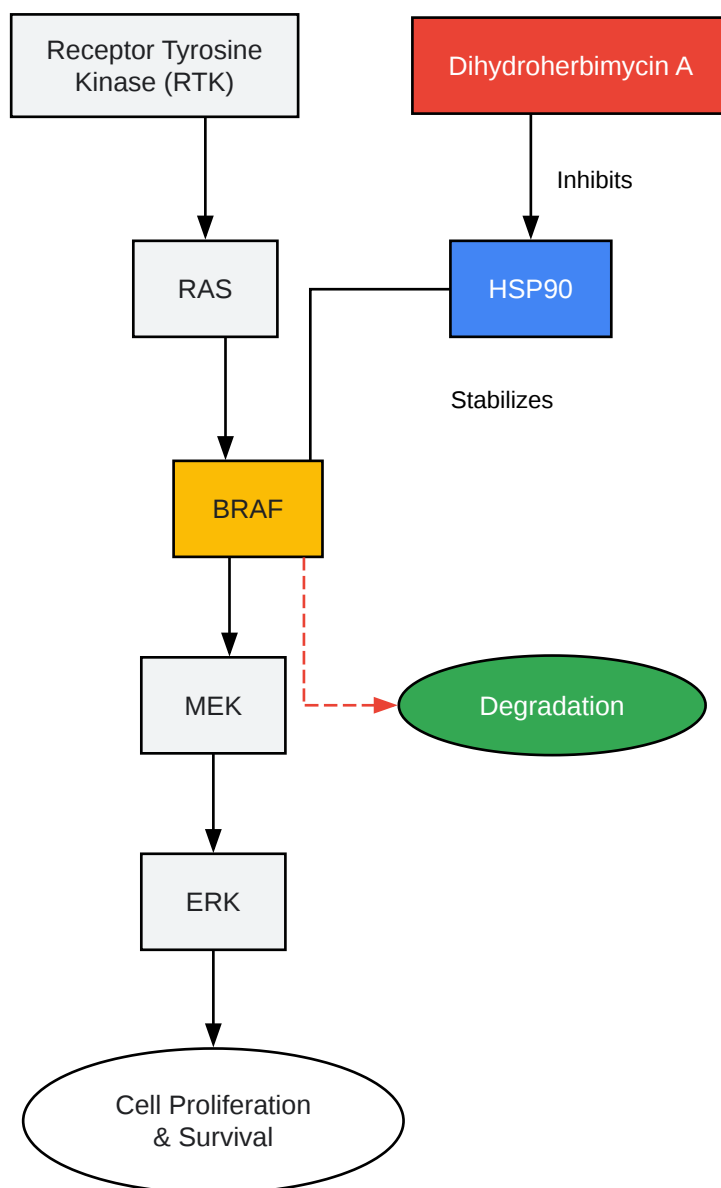 Receptor Tyrosine
Kinase (RTK)
Dihydroherbimycin A
Inhibits
RAS
HSP90
Stabilizes
BRAF
MEK
Degradation
ERK
Cell Proliferation
& Survival